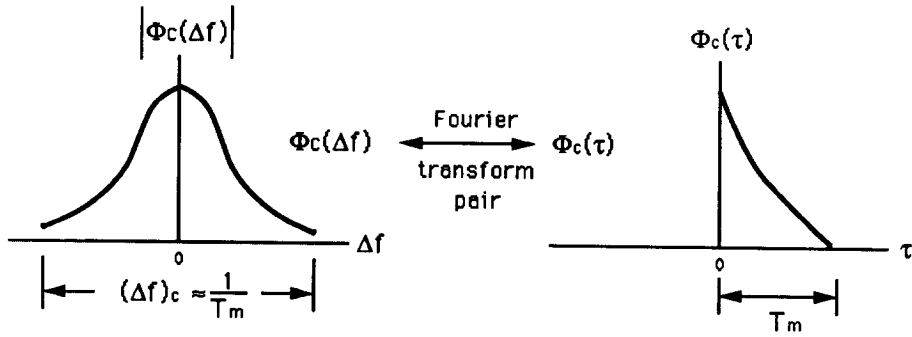 |Φc(Δf)|
Φc(τ)
Φc(Δf)
Fourier
transform
pair
Φc(τ)
Δf
τ
0
0
(Δf)c ≈ 1/Tm
Tm